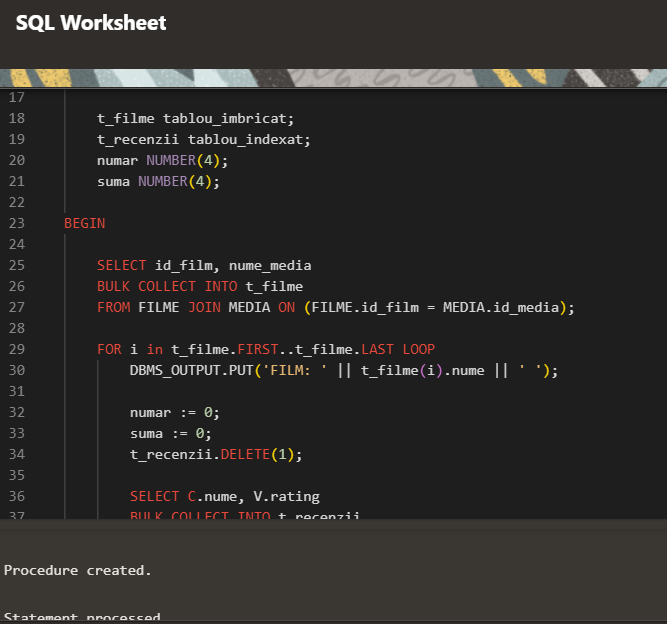 SQL Worksheet
17
18 t_filme tablou_imbricat;
19 t_recenzii tablou_indexat;
20 numar NUMBER(4);
21 suma NUMBER(4);
22
23 BEGIN
24
25 SELECT id_film, nume_media
26 BULK COLLECT INTO t_filme
27 FROM FILME JOIN MEDIA ON (FILME.id_film = MEDIA.id_media);
28
29 FOR i in t_filme.FIRST..t_filme.LAST LOOP
30 DBMS_OUTPUT.PUT('FILM: ' || t_filme(i).nume || ' ');
31
32 numar := 0;
33 suma := 0;
34 t_recenzii.DELETE(1);
35
36 SELECT C.nume, V.rating
37 BULK COLLECT INTO t_recenzii
Procedure created.
Statement processed